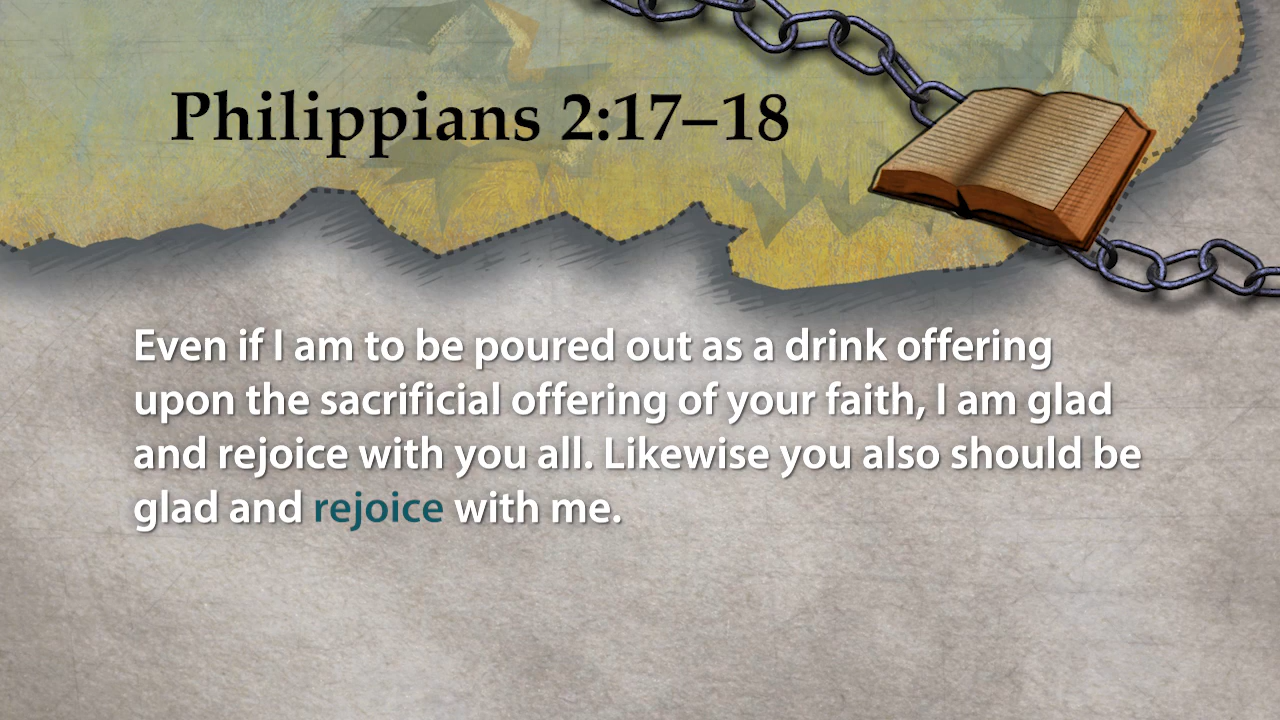 Philippians 2:17–18
Even if I am to be poured out as a drink offering
upon the sacrificial offering of your faith, I am glad
and rejoice with you all. Likewise you also should be
glad and rejoice with me.